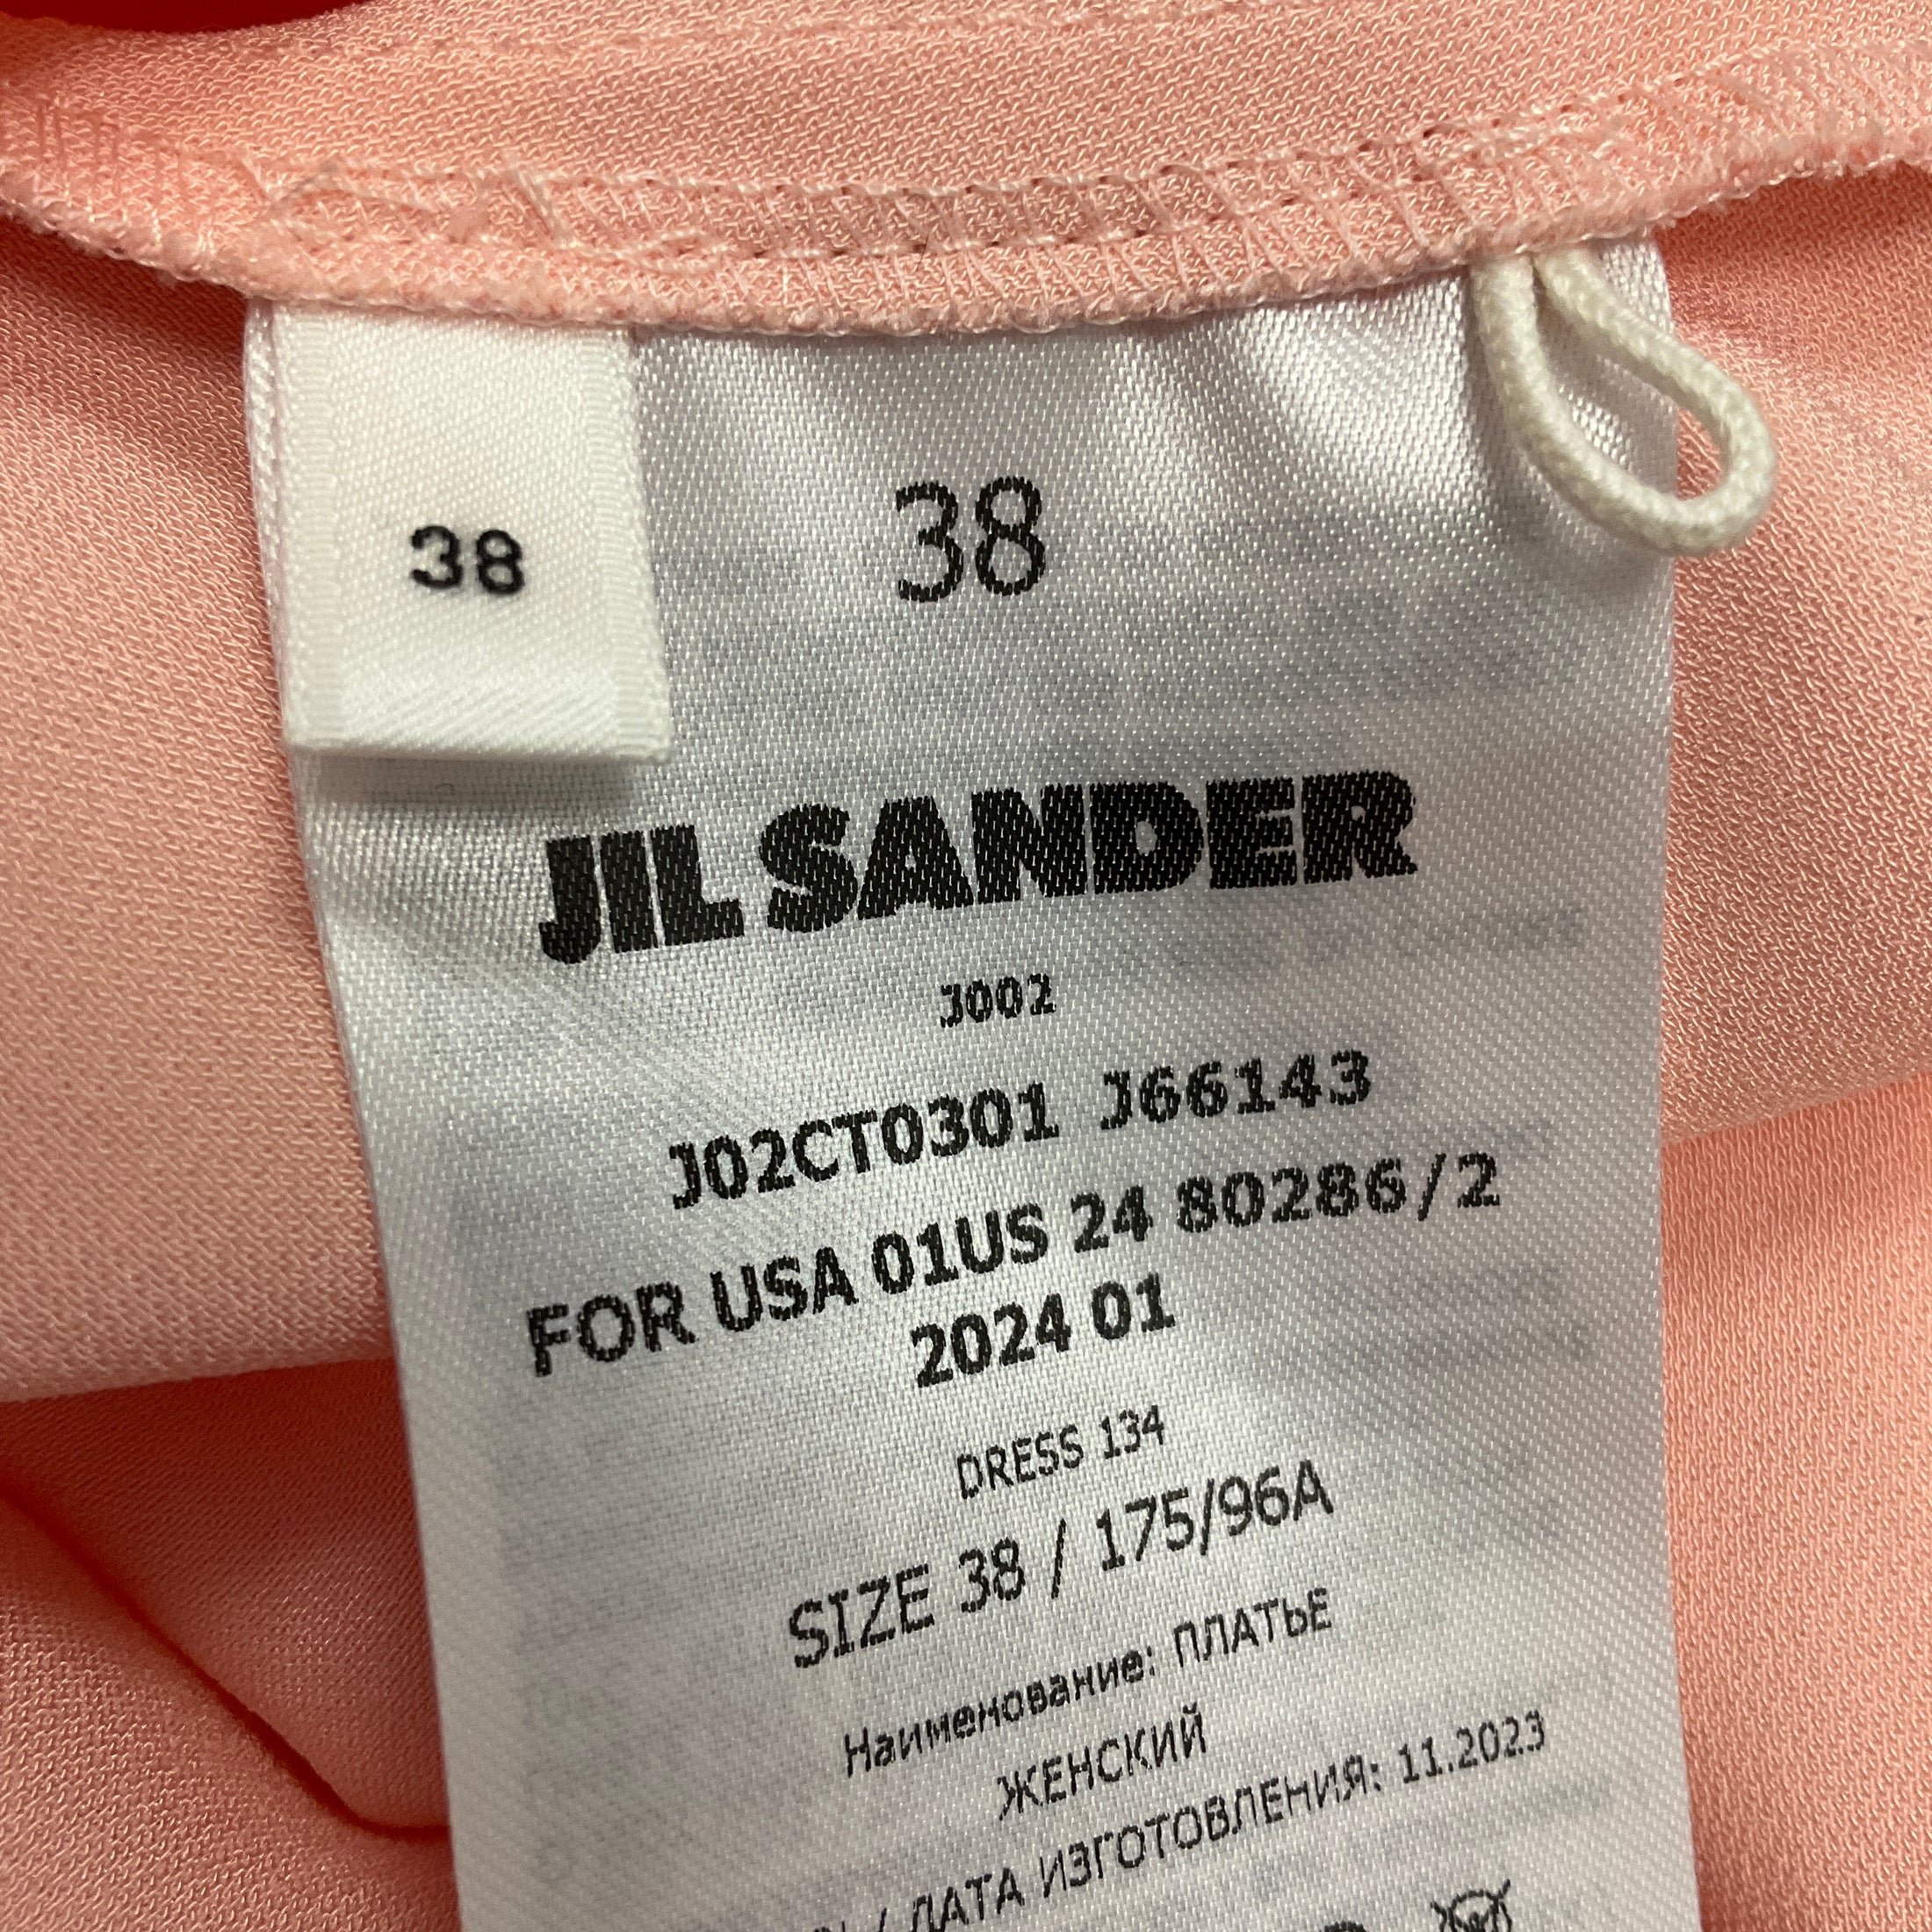 38
38
JIL SANDER
J002
J02CT0301 J66143
FOR USA 01US 24 80286/2
2024 01
DRESS 134
SIZE 38 / 175/96A
Наименование: ПЛАТЬЕ
ЖЕНСКИЙ
/ ДАТА ИЗГОТОВЛЕНИЯ: 11.2023